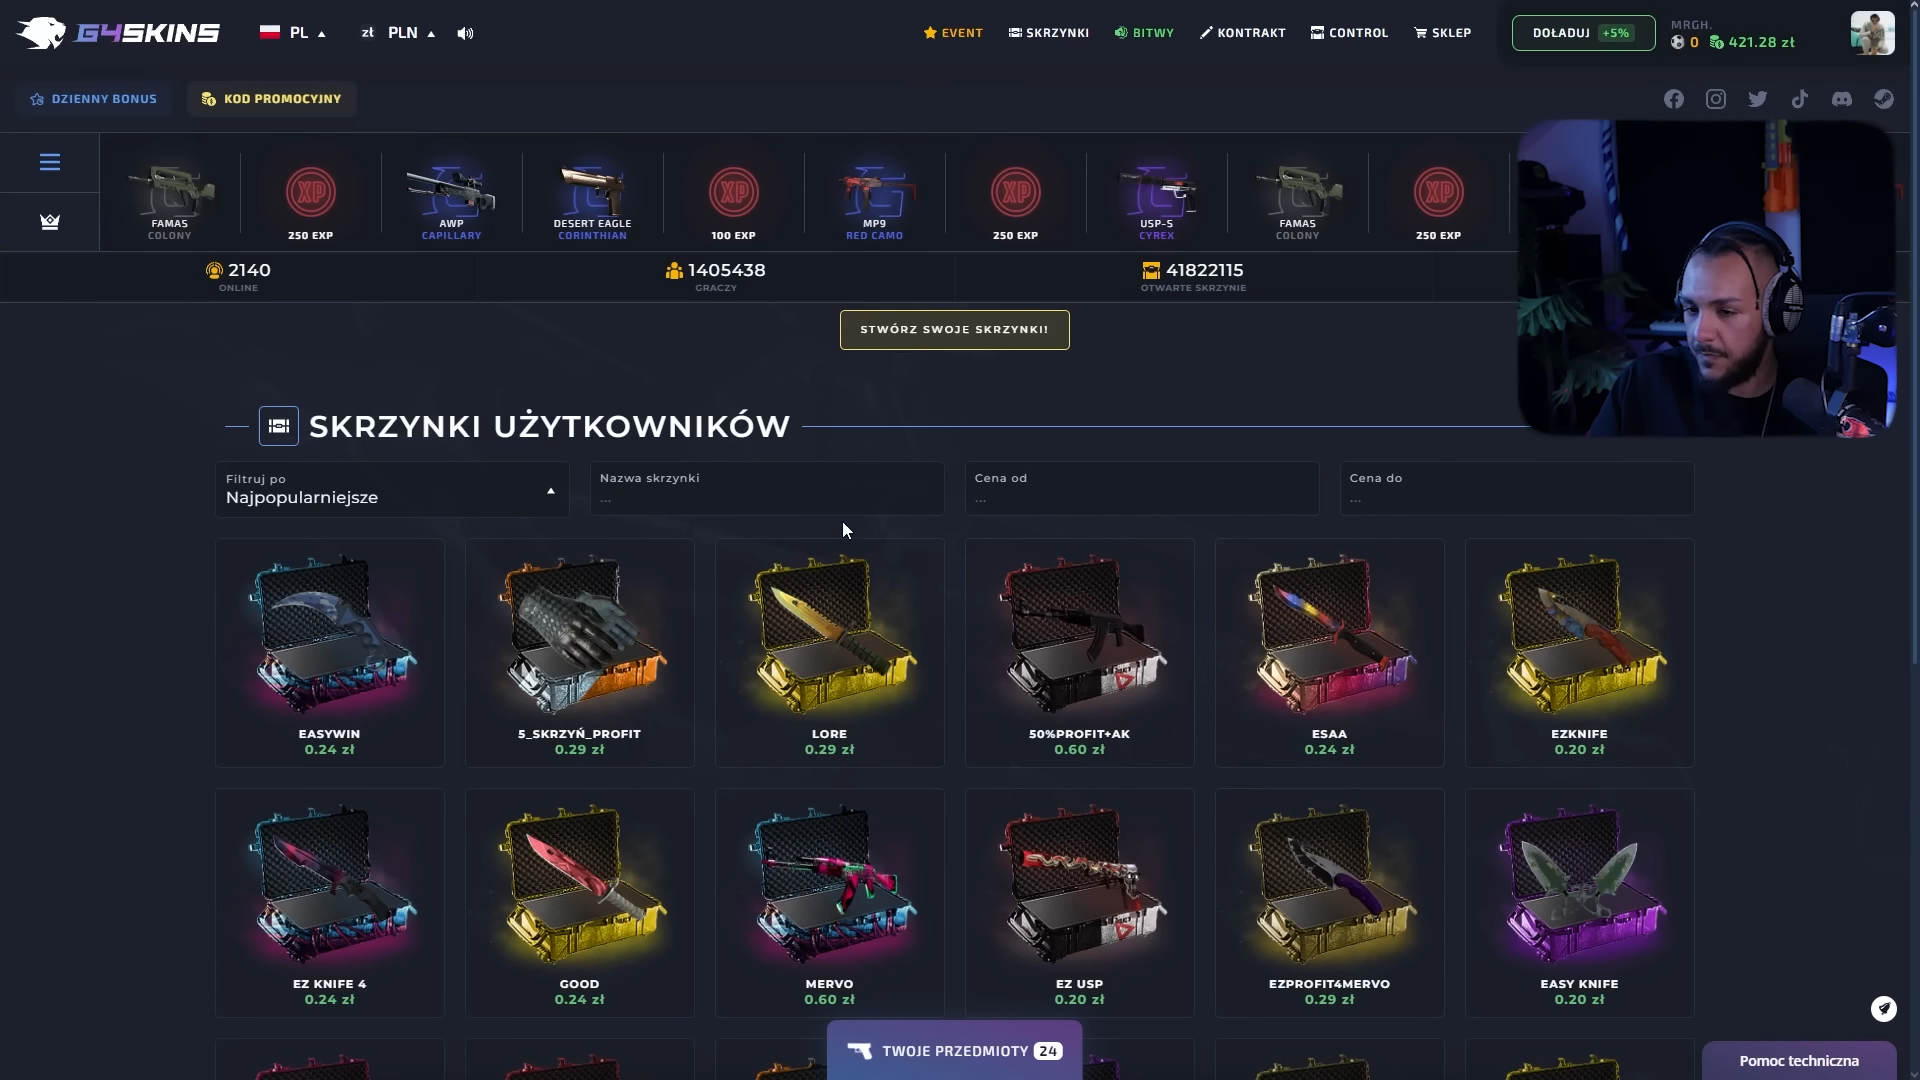 G4SKINS
PL
zł PLN
EVENT
SKRZYNKI
BITWY
KONTRAKT
CONTROL
SKLEP
DOŁADUJ +5%
MRGH.
0 421.28 zł
DZIENNY BONUS
KOD PROMOCYJNY
FAMAS
COLONY
XP
250 EXP
AWP
CAPILLARY
DESERT EAGLE
CORINTHIAN
XP
100 EXP
MP9
RED CAMO
XP
250 EXP
USP-S
CYREX
FAMAS
COLONY
XP
250 EXP
2140
ONLINE
1405438
GRACZY
41822115
OTWARTE SKRZYNIE
STWÓRZ SWOJE SKRZYNKI!
SKRZYNKI UŻYTKOWNIKÓW
Filtruj po
Najpopularniejsze
Nazwa skrzynki
...
Cena od
...
Cena do
...
EASYWIN
0.24 zł
5_SKRZYŃ_PROFIT
0.29 zł
LORE
0.29 zł
50%PROFIT+AK
0.60 zł
ESAA
0.24 zł
EZKNIFE
0.20 zł
EZ KNIFE 4
0.24 zł
GOOD
0.24 zł
MERVO
0.60 zł
EZ USP
0.20 zł
EZPROFIT4MERVO
0.29 zł
EASY KNIFE
0.20 zł
TWOJE PRZEDMIOTY 24
Pomoc techniczna